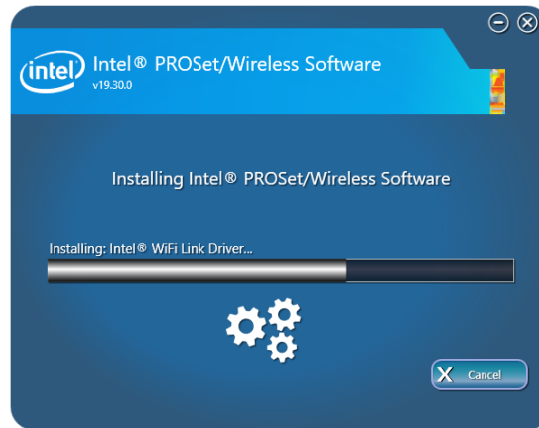 intel Intel® PROSet/Wireless Software
v19.30.0
Installing Intel® PROSet/Wireless Software
Installing: Intel® WiFi Link Driver...
X Cancel